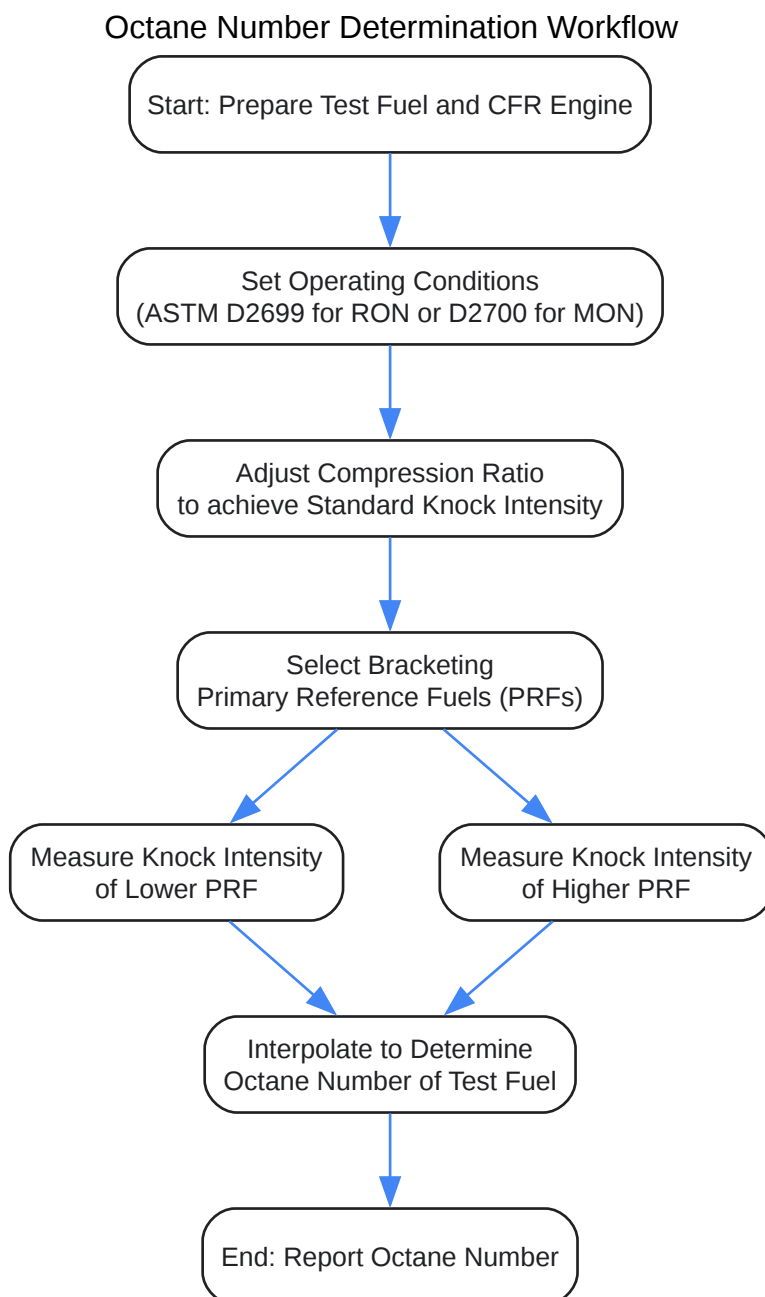 Octane Number Determination Workflow
Start: Prepare Test Fuel and CFR Engine
Set Operating Conditions
(ASTM D2699 for RON or D2700 for MON)
Adjust Compression Ratio
to achieve Standard Knock Intensity
Select Bracketing
Primary Reference Fuels (PRFs)
Measure Knock Intensity
of Lower PRF
Measure Knock Intensity
of Higher PRF
Interpolate to Determine
Octane Number of Test Fuel
End: Report Octane Number